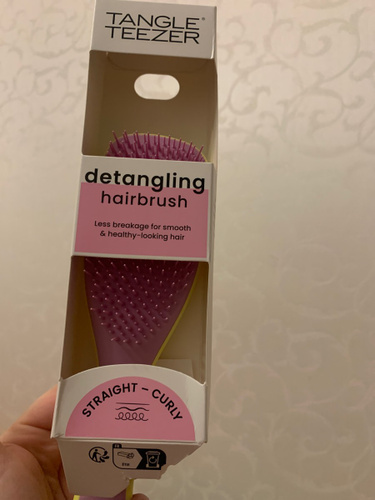 TANGLE
TEEZER
detangling
hairbrush
Less breakage for smooth
& healthy-looking hair
STRAIGHT – CURLY